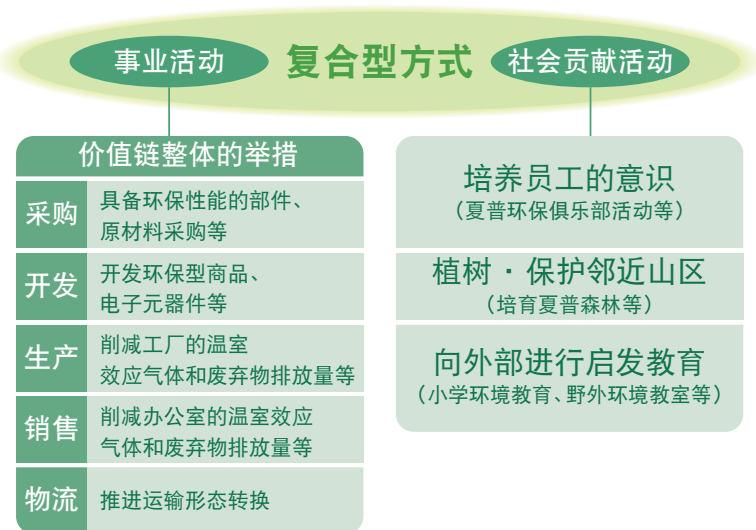 事业活动
复合型方式
社会贡献活动
价值链整体的举措
采购
具备环保性能的部件、
原材料采购等
开发
开发环保型商品、
电子元器件等
生产
削减工厂的温室
效应气体和废弃物排放量等
销售
削减办公室的温室效应
气体和废弃物排放量等
物流
推进运输形态转换
培养员工的意识
（夏普环保俱乐部活动等）
植树・保护邻近山区
（培育夏普森林等）
向外部进行启发教育
（小学环境教育、野外环境教室等）